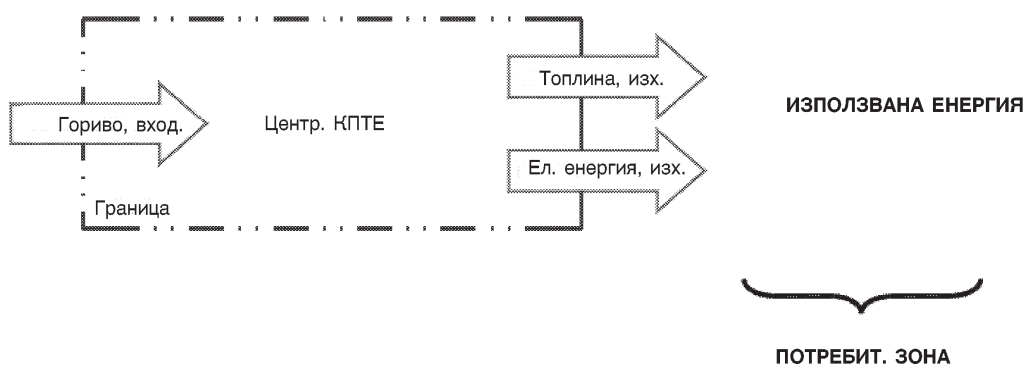 Топлина, изх.
ИЗПОЛЗВАНА ЕНЕРГИЯ
Гориво, вход.
Центр. КПТЕ
Ел. енергия, изх.
Граница
ПОТРЕБИТ. ЗОНА